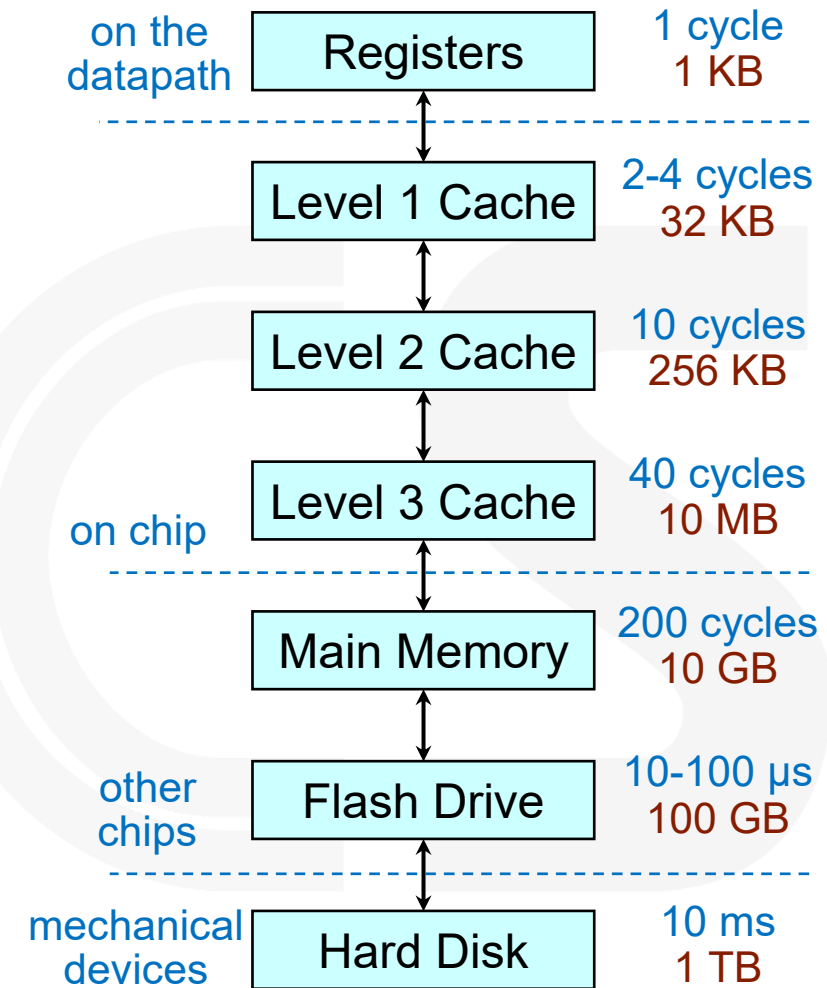 on the
datapath
Registers
1 cycle
1 KB
Level 1 Cache
2-4 cycles
32 KB
Level 2 Cache
10 cycles
256 KB
on chip
Level 3 Cache
40 cycles
10 MB
Main Memory
200 cycles
10 GB
other
chips
Flash Drive
10-100 µs
100 GB
mechanical
devices
Hard Disk
10 ms
1 TB